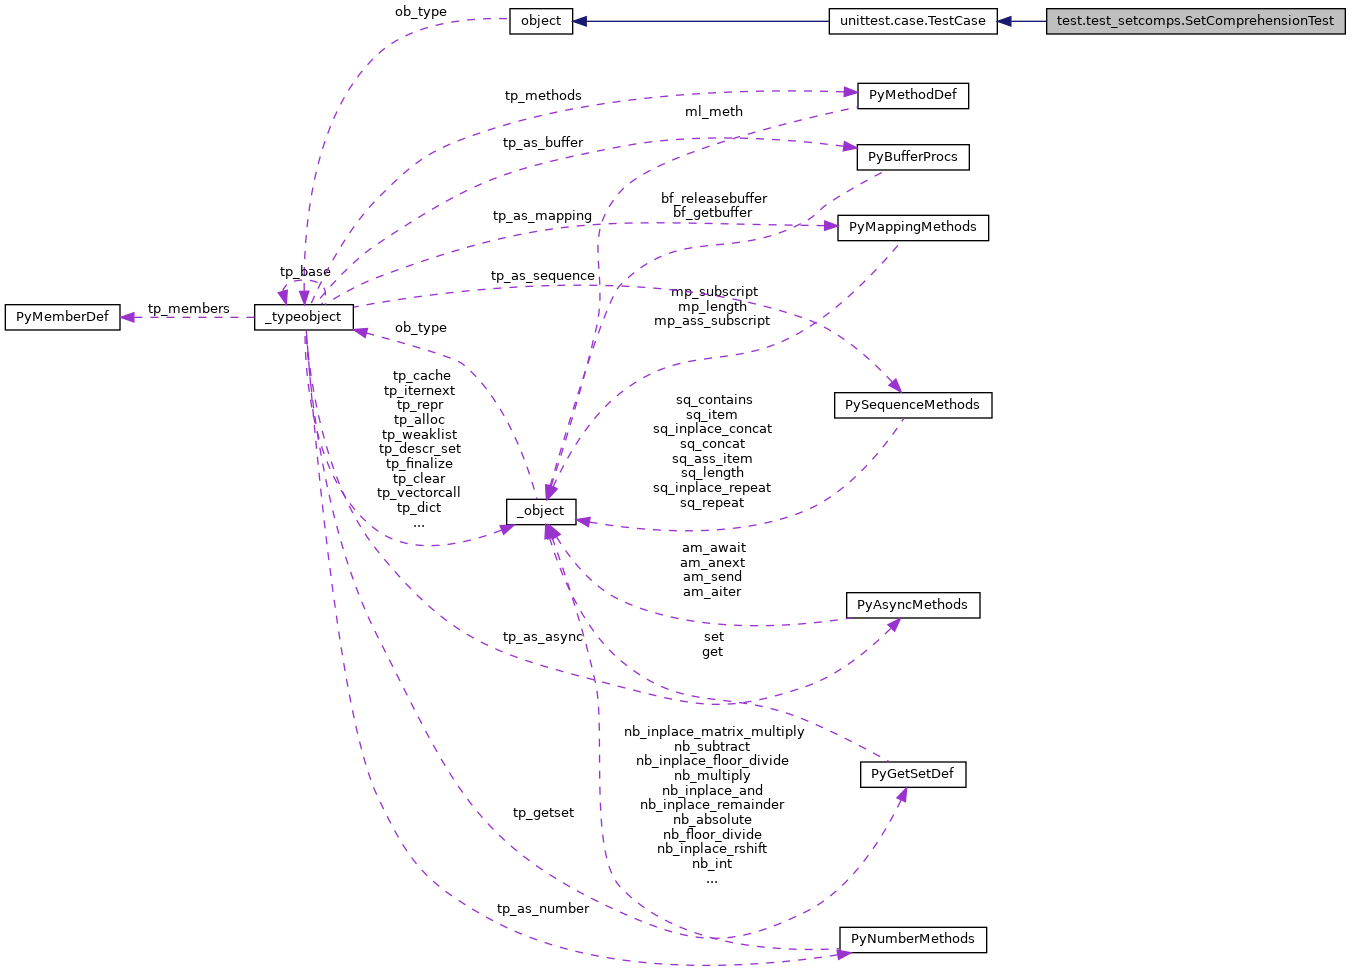 ob_type
object
unittest.case.TestCase
test.test_setcomps.SetComprehensionTest
tp_methods
PyMethodDef
ml_meth
tp_as_buffer
PyBufferProcs
bf_releasebuffer
bf_getbuffer
tp_as_mapping
PyMappingMethods
tp_base
tp_as_sequence
mp_subscript
mp_length
mp_ass_subscript
PyMemberDef
tp_members
_typeobject
ob_type
tp_cache
tp_iternext
tp_repr
tp_alloc
tp_weaklist
tp_descr_set
tp_finalize
tp_clear
tp_vectorcall
tp_dict
...
sq_contains
sq_item
sq_inplace_concat
sq_concat
sq_ass_item
sq_length
sq_inplace_repeat
sq_repeat
PySequenceMethods
_object
am_await
am_anext
am_send
am_aiter
PyAsyncMethods
tp_as_async
set
get
nb_inplace_matrix_multiply
nb_subtract
nb_inplace_floor_divide
nb_multiply
nb_inplace_and
nb_inplace_remainder
nb_absolute
nb_floor_divide
nb_inplace_rshift
nb_int
...
PyGetSetDef
tp_getset
tp_as_number
PyNumberMethods